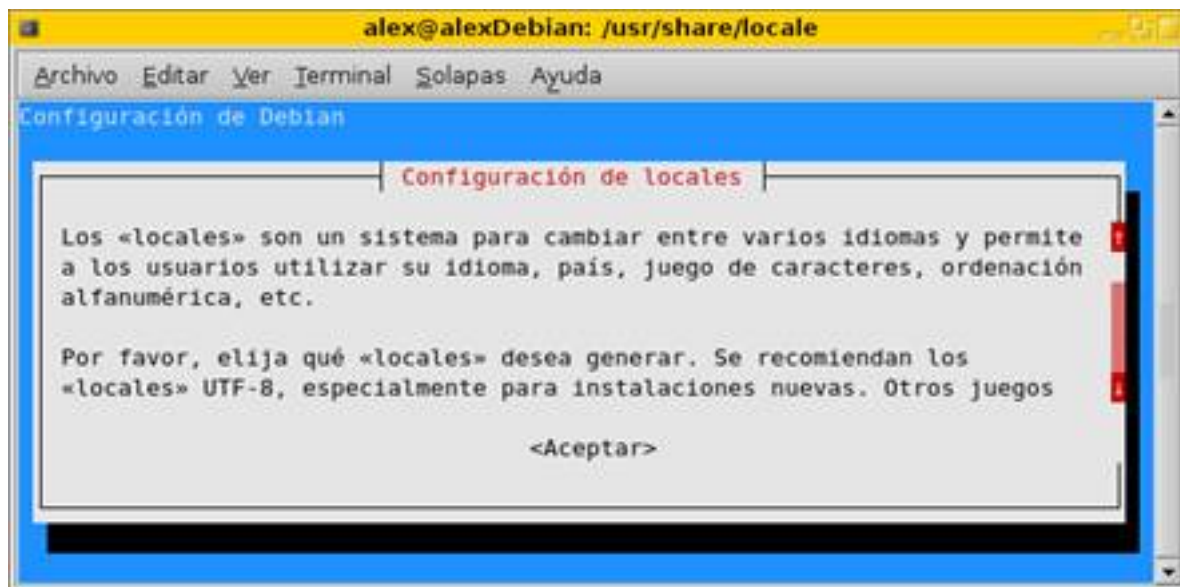 alex@alexDebian: /usr/share/locale
Archivo Editar Ver Terminal Solapas Ayuda
Configuración de Debian
Configuración de locales
Los «locales» son un sistema para cambiar entre varios idiomas y permite
a los usuarios utilizar su idioma, país, juego de caracteres, ordenación
alfanumérica, etc.
Por favor, elija qué «locales» desea generar. Se recomiendan los
«locales» UTF-8, especialmente para instalaciones nuevas. Otros juegos
<Aceptar>